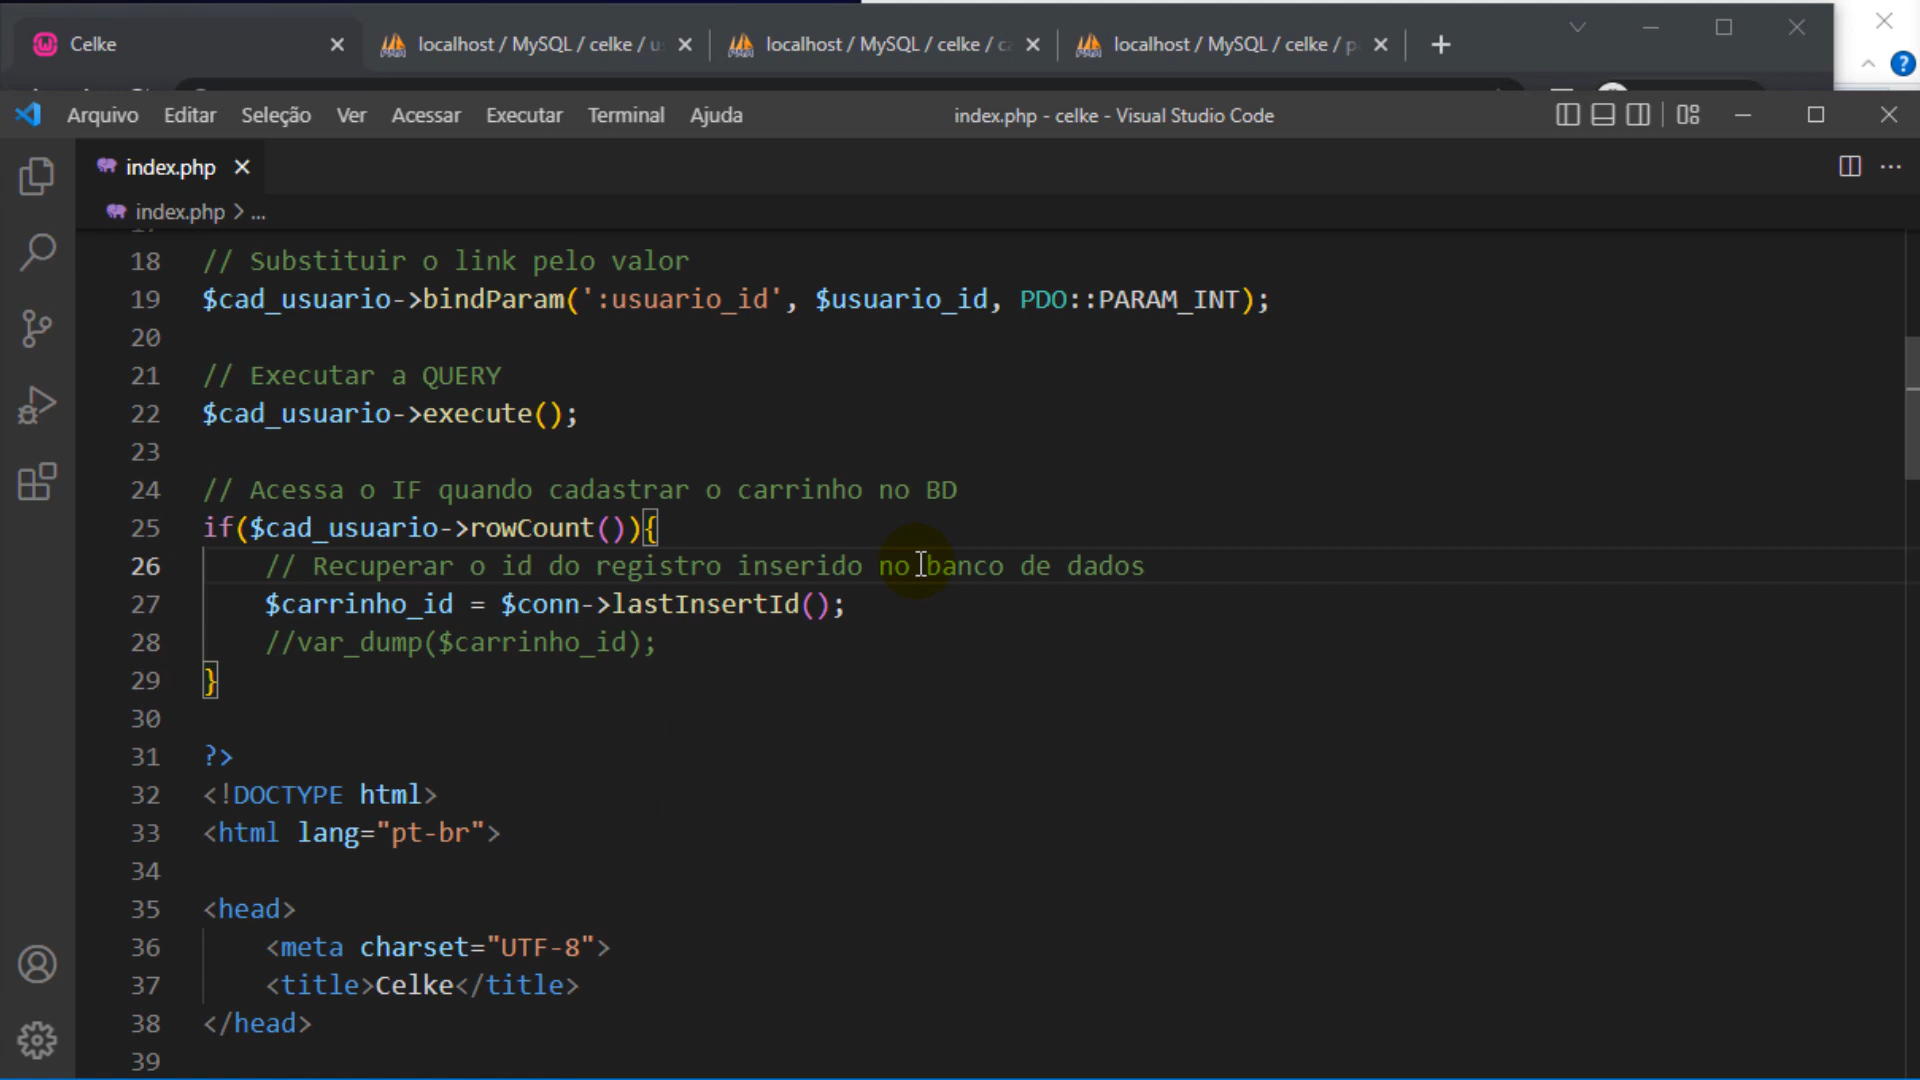 Celke
localhost / MySQL / celke / u
localhost / MySQL / celke / c
localhost / MySQL / celke / p
Arquivo Editar Seleção Ver Acessar Executar Terminal Ajuda
index.php - celke - Visual Studio Code
index.php
index.php > ...
18 // Substituir o link pelo valor
19 $cad_usuario->bindParam(':usuario_id', $usuario_id, PDO::PARAM_INT);
20
21 // Executar a QUERY
22 $cad_usuario->execute();
23
24 // Acessa o IF quando cadastrar o carrinho no BD
25 if($cad_usuario->rowCount()){
26 // Recuperar o id do registro inserido no banco de dados
27 $carrinho_id = $conn->lastInsertId();
28 //var_dump($carrinho_id);
29 }
30
31 ?>
32 <!DOCTYPE html>
33 <html lang="pt-br">
34
35 <head>
36 <meta charset="UTF-8">
37 <title>Celke</title>
38 </head>
39